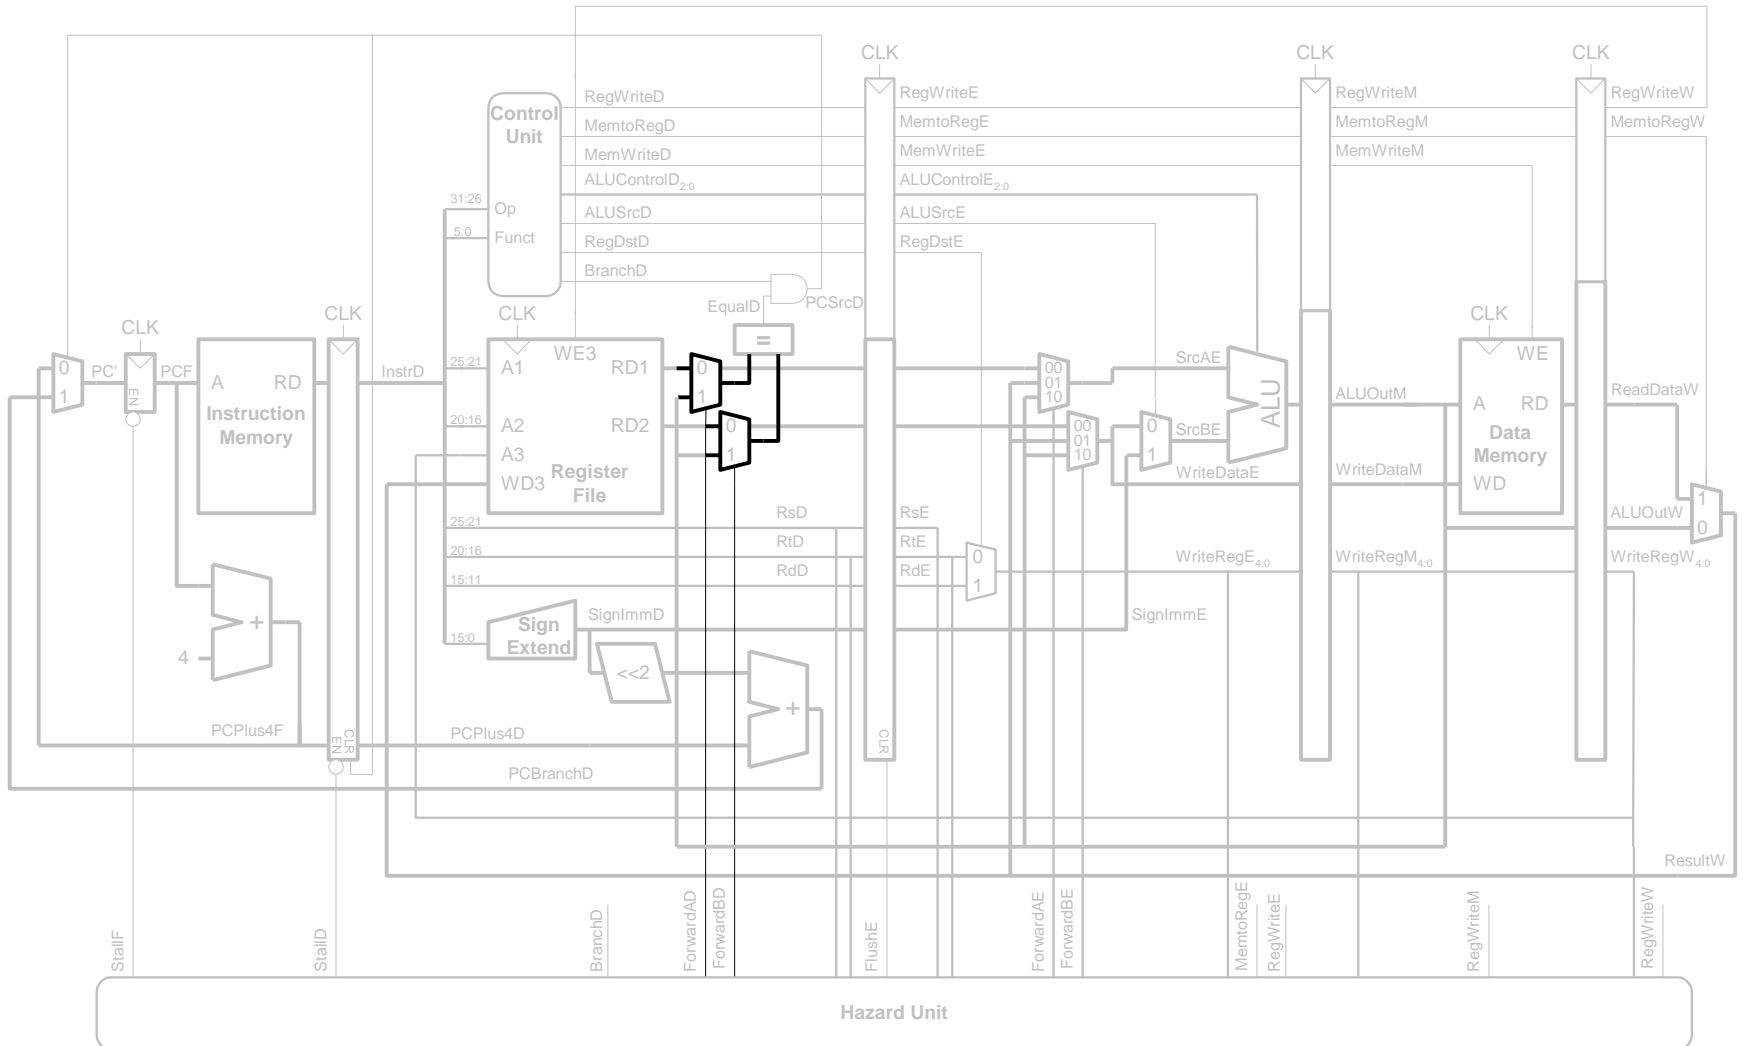 CLK CLK CLK
RegWriteD RegWriteE RegWriteM RegWriteW
Control Unit
MemtoRegD MemtoRegE MemtoRegM MemtoRegW
MemWriteD MemWriteE MemWriteM
ALUControlD2:0 ALUControlE2:0
31:26 Op
ALUSrcD ALUSrcE
5:0 Funct
RegDstD RegDstE
BranchD
EqualD PCSrcD
CLK CLK CLK CLK
=
WE3 WE
0 1 PC' EN PCF A RD Instruction Memory
InstrD 25:21 A1 RD1 0 1
00 01 10 SrcAE ALU ALUOutM A RD ReadDataW
20:16 A2 RD2 0 1
00 01 10 0 1 SrcBE
A3 Data Memory
WD3 Register File
WriteDataE WriteDataM WD
1 0
25:21 RsD RsE ALUOutW
20:16 RtD RtE 0 WriteRegE4:0 WriteRegM4:0 WriteRegW4:0
15:11 RdD RdE 1
SignImmD SignImmE
Sign Extend
15:0
+
4
<<2
+
PCPlus4F EN CLR PCPlus4D CLR
PCBranchD
ResultW
StallF StallD BranchD ForwardAD ForwardBD FlushE ForwardAE ForwardBE MemtoRegE RegWriteE RegWriteM RegWriteW
Hazard Unit